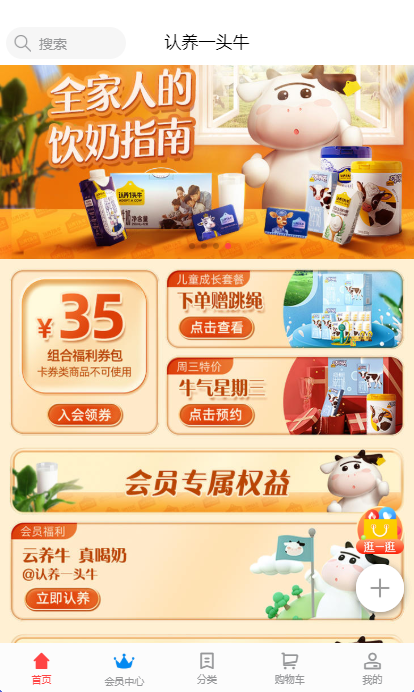 搜索
认养一头牛
全家人的
饮奶指南
认养一头牛
儿童成长套餐
下单赠跳绳
点击查看
¥35
组合福利券包
卡券类商品不可使用
入会领券
周三特价
牛气星期三
点击预约
会员专属权益
会员福利
云养牛 真喝奶
@认养一头牛
立即认养
逛一逛
首页
会员中心
分类
购物车
我的